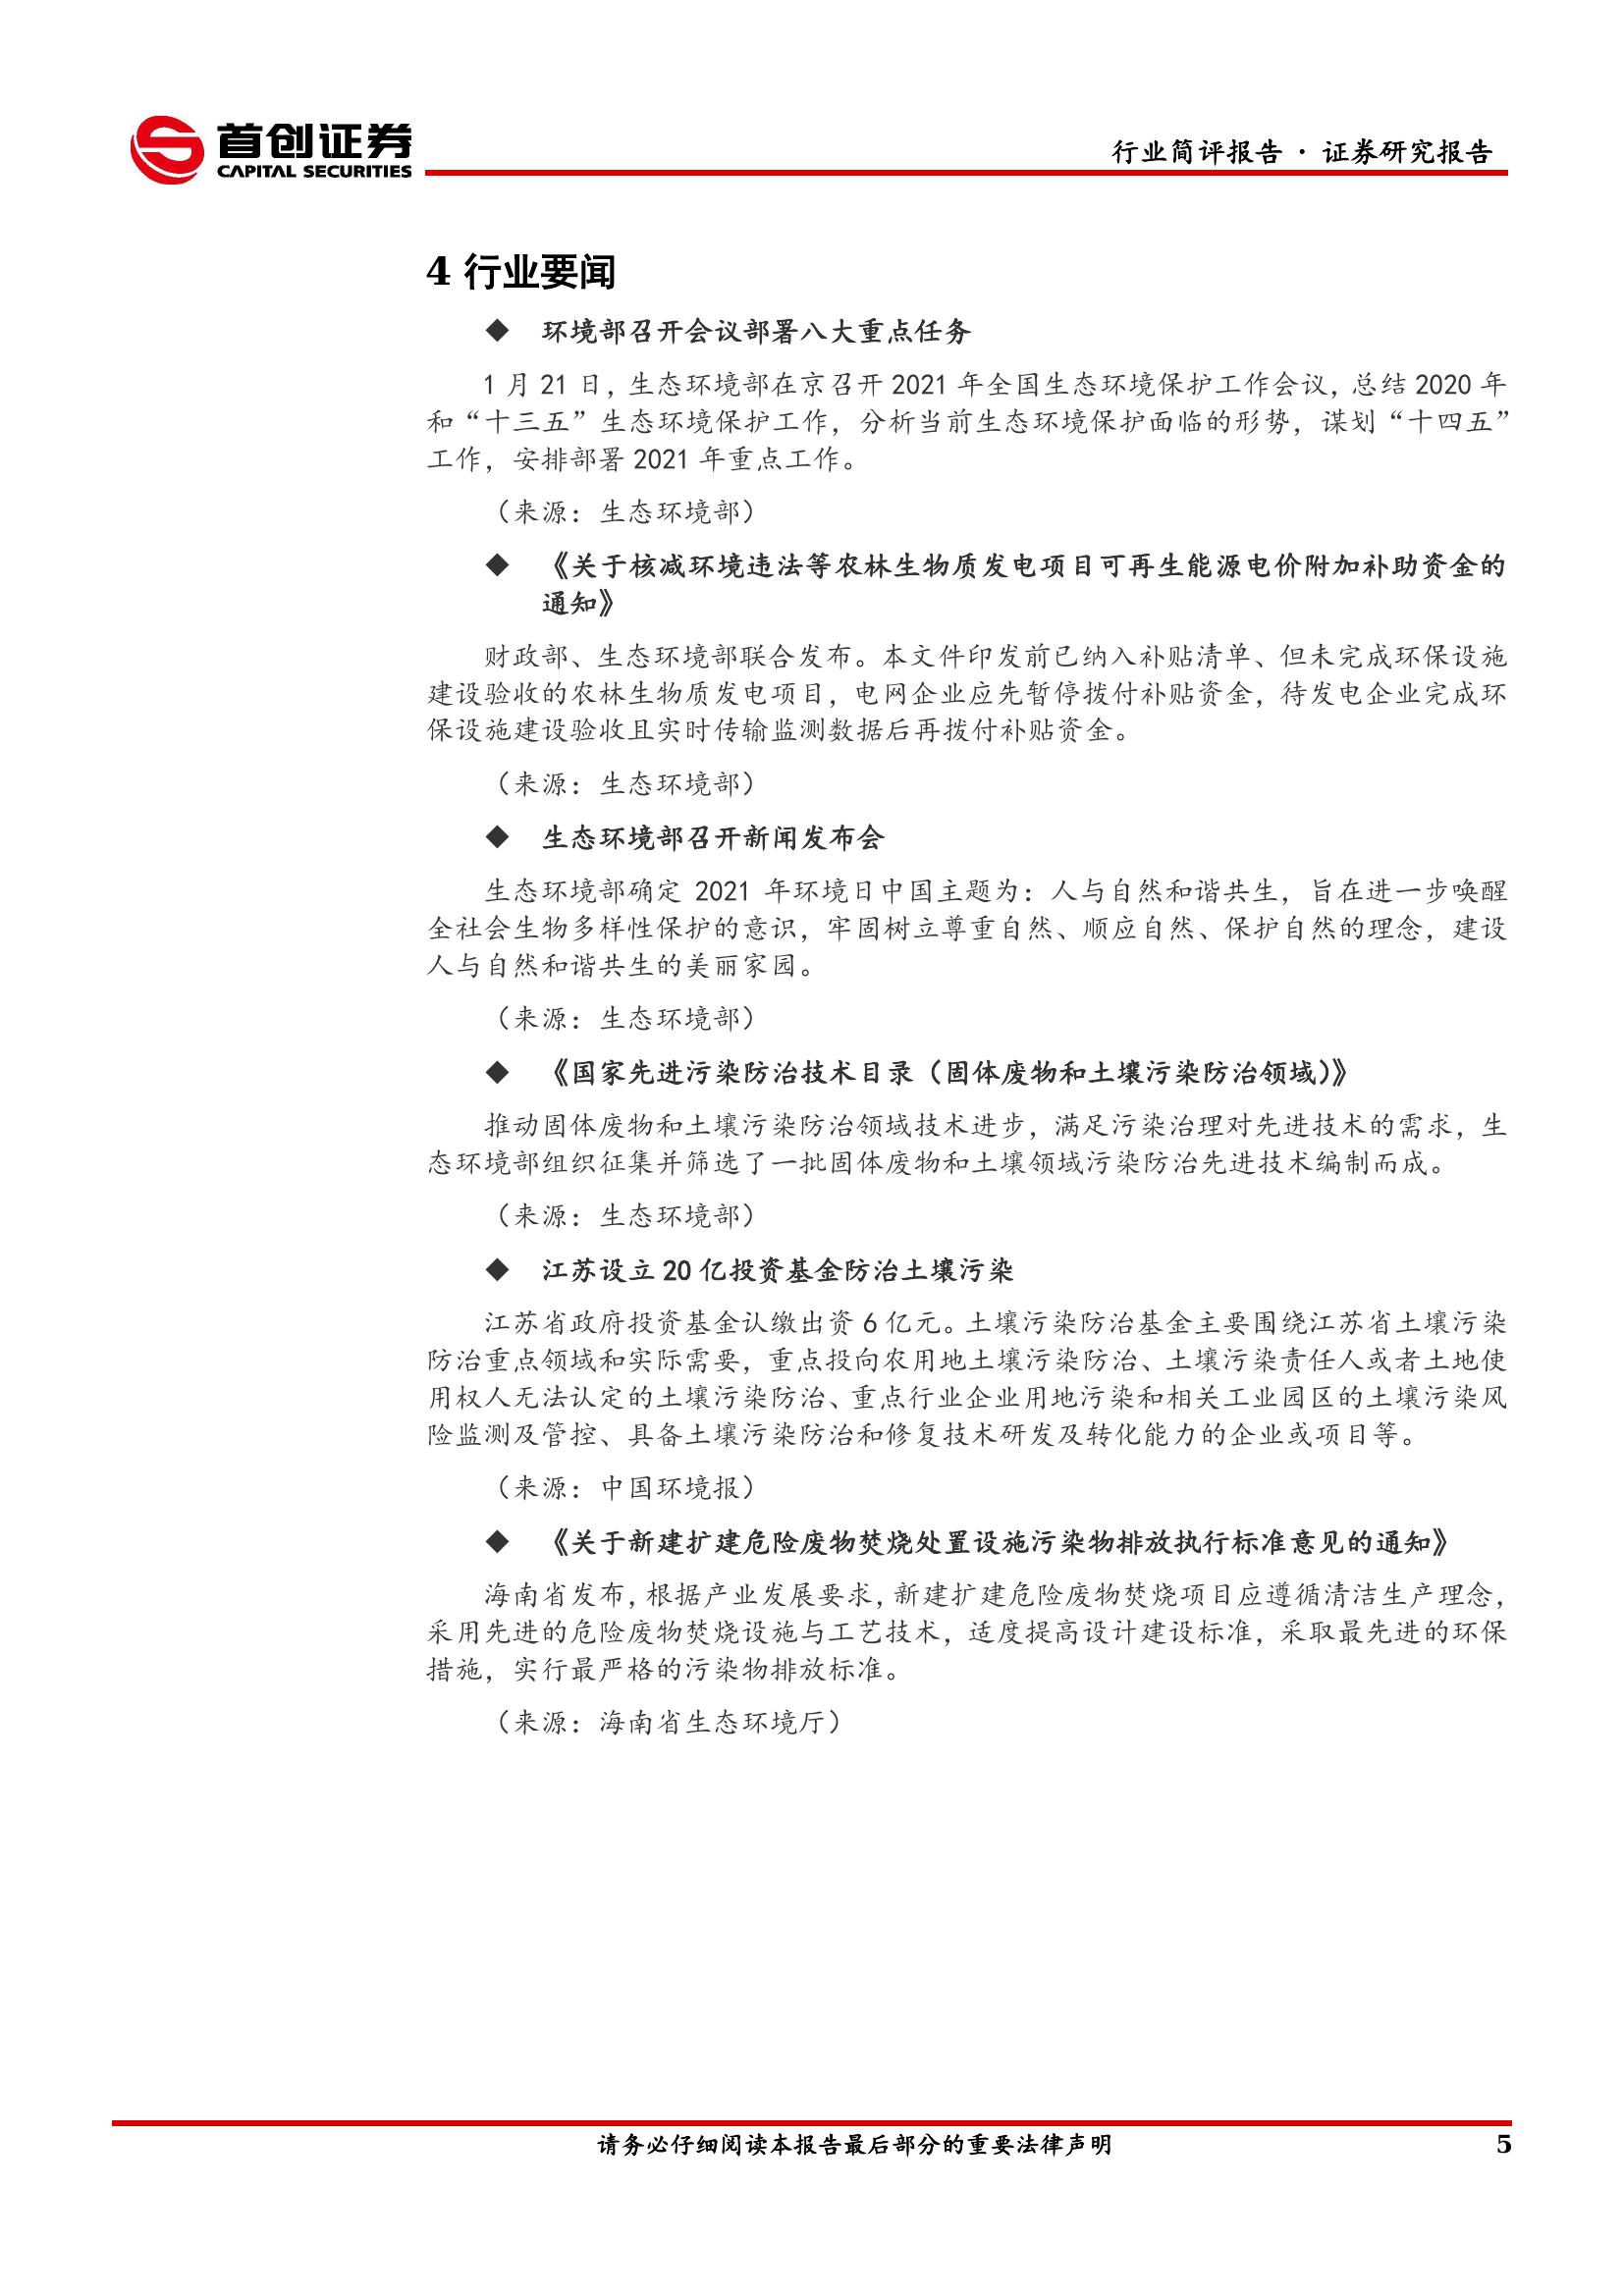 首创证券
CAPITAL SECURITIES
行业简评报告 · 证券研究报告
4 行业要闻
◆ 环境部召开会议部署八大重点任务
1 月 21 日，生态环境部在京召开 2021 年全国生态环境保护工作会议，总结 2020 年
和“十三五”生态环境保护工作，分析当前生态环境保护面临的形势，谋划“十四五”
工作，安排部署 2021 年重点工作。
（来源：生态环境部）
◆ 《关于核减环境违法等农林生物质发电项目可再生能源电价附加补助资金的
通知》
财政部、生态环境部联合发布。本文件印发前已纳入补贴清单、但未完成环保设施
建设验收的农林生物质发电项目，电网企业应先暂停拨付补贴资金，待发电企业完成环
保设施建设验收且实时传输监测数据后再拨付补贴资金。
（来源：生态环境部）
◆ 生态环境部召开新闻发布会
生态环境部确定 2021 年环境日中国主题为：人与自然和谐共生，旨在进一步唤醒
全社会生物多样性保护的意识，牢固树立尊重自然、顺应自然、保护自然的理念，建设
人与自然和谐共生的美丽家园。
（来源：生态环境部）
◆ 《国家先进污染防治技术目录（固体废物和土壤污染防治领域）》
推动固体废物和土壤污染防治领域技术进步，满足污染治理对先进技术的需求，生
态环境部组织征集并筛选了一批固体废物和土壤领域污染防治先进技术编制而成。
（来源：生态环境部）
◆ 江苏设立 20 亿投资基金防治土壤污染
江苏省政府投资基金认缴出资 6 亿元。土壤污染防治基金主要围绕江苏省土壤污染
防治重点领域和实际需要，重点投向农用地土壤污染防治、土壤污染责任人或者土地使
用权人无法认定的土壤污染防治、重点行业企业用地污染和相关工业园区的土壤污染风
险监测及管控、具备土壤污染防治和修复技术研发及转化能力的企业或项目等。
（来源：中国环境报）
◆ 《关于新建扩建危险废物焚烧处置设施污染物排放执行标准意见的通知》
海南省发布，根据产业发展要求，新建扩建危险废物焚烧项目应遵循清洁生产理念，
采用先进的危险废物焚烧设施与工艺技术，适度提高设计建设标准，采取最先进的环保
措施，实行最严格的污染物排放标准。
（来源：海南省生态环境厅）
请务必仔细阅读本报告最后部分的重要法律声明
5